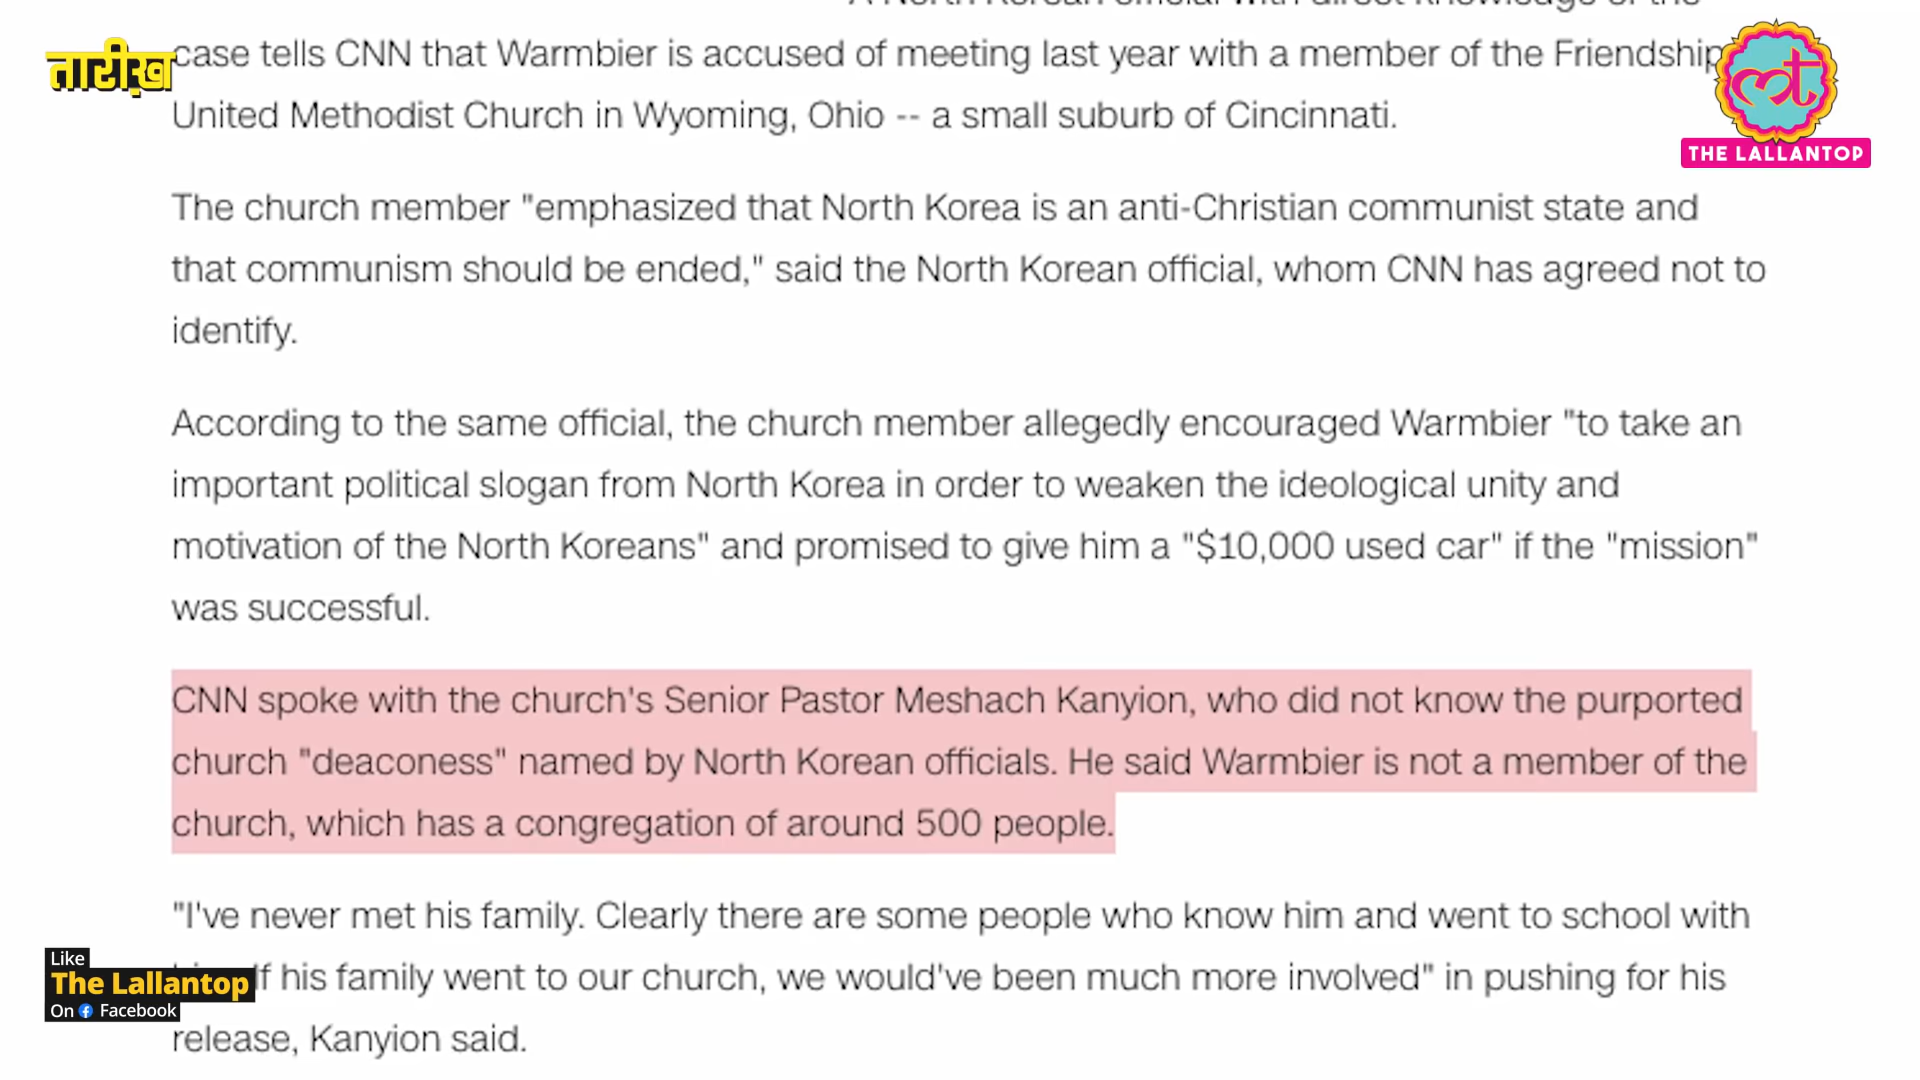 A North Korean official with direct knowledge of the
तारीख़
case tells CNN that Warmbier is accused of meeting last year with a member of the Friendship
United Methodist Church in Wyoming, Ohio -- a small suburb of Cincinnati.
THE LALLANTOP
The church member "emphasized that North Korea is an anti-Christian communist state and
that communism should be ended," said the North Korean official, whom CNN has agreed not to
identify.
According to the same official, the church member allegedly encouraged Warmbier "to take an
important political slogan from North Korea in order to weaken the ideological unity and
motivation of the North Koreans" and promised to give him a "$10,000 used car" if the "mission"
was successful.
CNN spoke with the church's Senior Pastor Meshach Kanyion, who did not know the purported
church "deaconess" named by North Korean officials. He said Warmbier is not a member of the
church, which has a congregation of around 500 people.
"I've never met his family. Clearly there are some people who know him and went to school with
his family went to our church, we would've been much more involved" in pushing for his
release, Kanyion said.
Like
The Lallantop
On Facebook